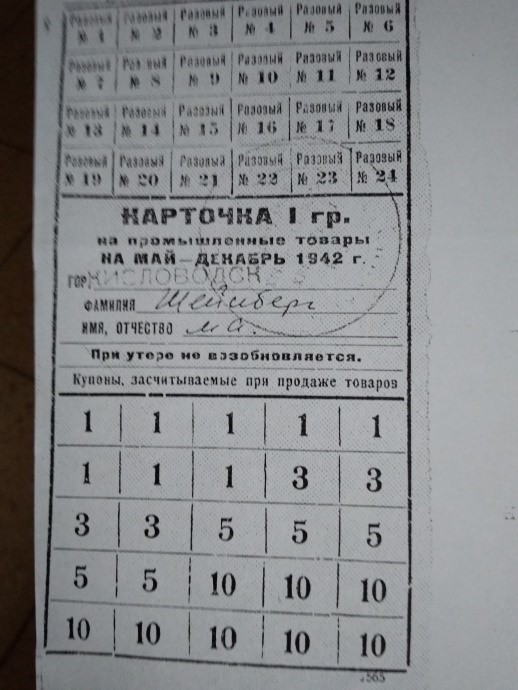 Разовый Разовый Разовый Разовый Разовый Разовый
№ 1 № 2 № 3 № 4 № 5 № 6
Разовый Разовый Разовый Разовый Разовый Разовый
№ 7 № 8 № 9 № 10 № 11 № 12
Разовый Разовый Разовый Разовый Разовый Разовый
№ 13 № 14 № 15 № 16 № 17 № 18
Разовый Разовый Разовый Разовый Разовый Разовый
№ 19 № 20 № 21 № 22 № 23 № 24
КАРТОЧКА I гр.
на промышленные товары
НА МАЙ–ДЕКАБРЬ 1942 г.
ГОР. КИСЛОВОДСК
ФАМИЛИЯ Шейнберг
ИМЯ, ОТЧЕСТВО М. А.
При утере не возобновляется.
Купоны, засчитываемые при продаже товаров
1 1 1 1 1
1 1 1 3 3
3 3 5 5 5
5 5 10 10 10
10 10 10 10 10
565